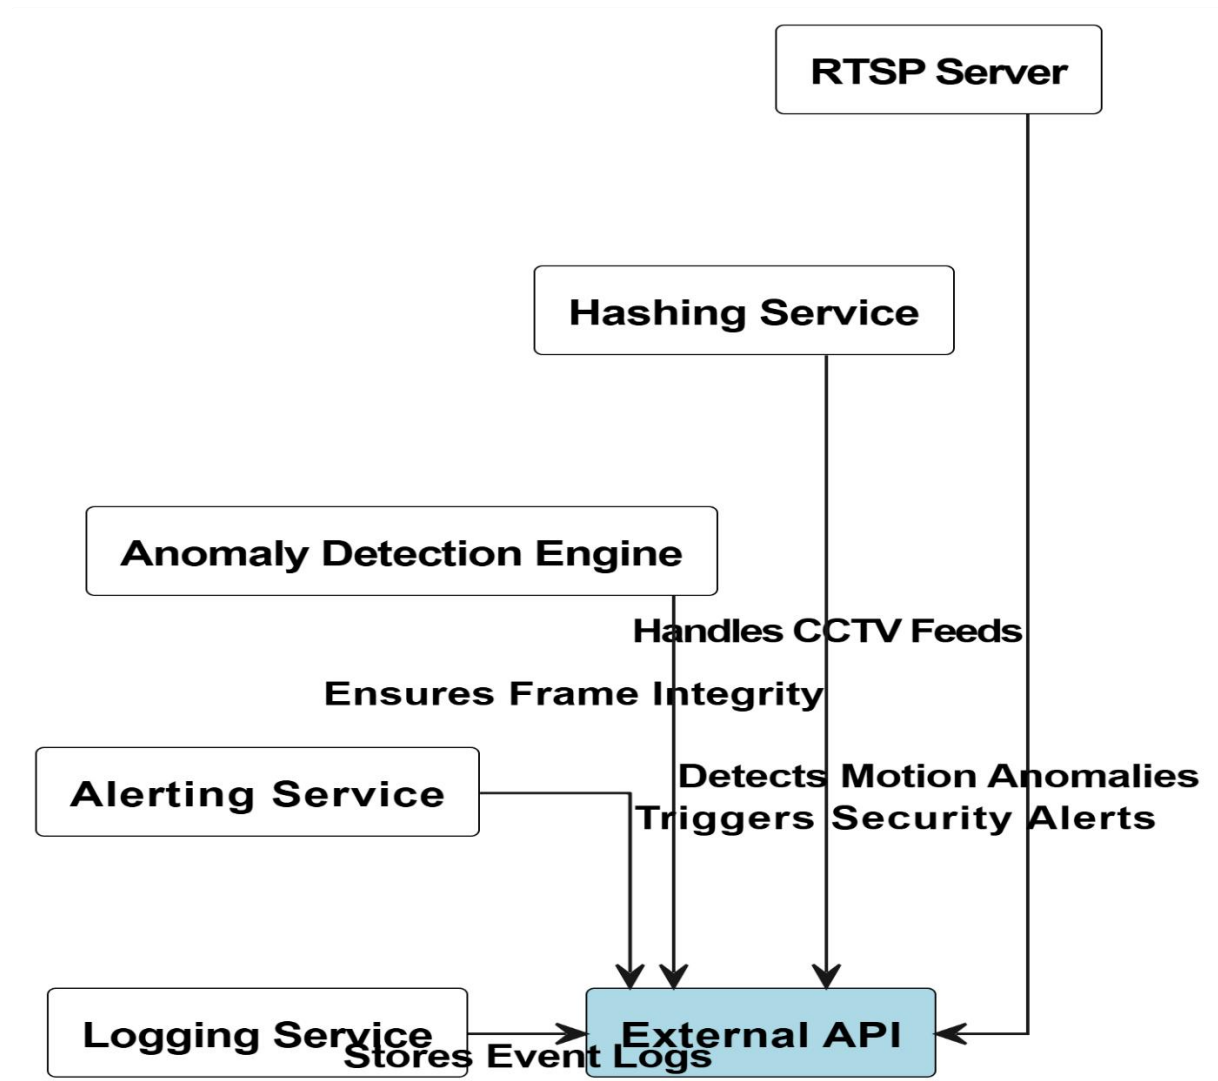 RTSP Server
Hashing Service
Anomaly Detection Engine
Handles CCTV Feeds
Ensures Frame Integrity
Detects Motion Anomalies
Alerting Service
Triggers Security Alerts
Logging Service
External API
Stores Event Logs